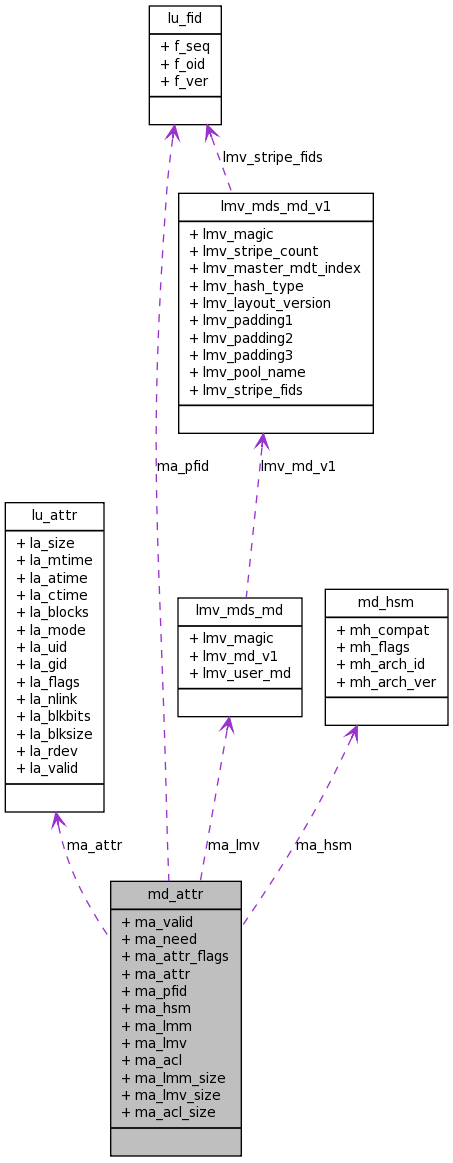 lu_fid
+ f_seq
+ f_oid
+ f_ver
lmv_stripe_fids
lmv_mds_md_v1
+ lmv_magic
+ lmv_stripe_count
+ lmv_master_mdt_index
+ lmv_hash_type
+ lmv_layout_version
+ lmv_padding1
+ lmv_padding2
+ lmv_padding3
+ lmv_pool_name
+ lmv_stripe_fids
ma_pfid
lmv_md_v1
lu_attr
+ la_size
+ la_mtime
+ la_atime
+ la_ctime
+ la_blocks
+ la_mode
+ la_uid
+ la_gid
+ la_flags
+ la_nlink
+ la_blkbits
+ la_blksize
+ la_rdev
+ la_valid
lmv_mds_md
+ lmv_magic
+ lmv_md_v1
+ lmv_user_md
md_hsm
+ mh_compat
+ mh_flags
+ mh_arch_id
+ mh_arch_ver
ma_attr
ma_lmv
ma_hsm
md_attr
+ ma_valid
+ ma_need
+ ma_attr_flags
+ ma_attr
+ ma_pfid
+ ma_hsm
+ ma_lmm
+ ma_lmv
+ ma_acl
+ ma_lmm_size
+ ma_lmv_size
+ ma_acl_size